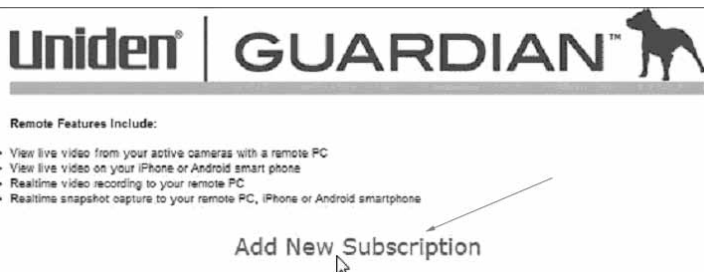 Uniden® | GUARDIAN™
Remote Features Include:
• View live video from your active cameras with a remote PC
• View live video on your iPhone or Android smart phone
• Realtime video recording to your remote PC
• Realtime snapshot capture to your remote PC, iPhone or Android smartphone
Add New Subscription